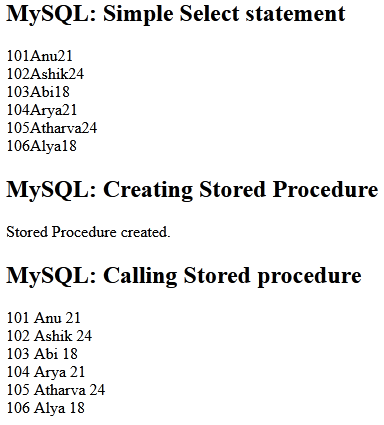 MySQL: Simple Select statement
101Anu21
102Ashik24
103Abi18
104Arya21
105Atharva24
106Alya18
MySQL: Creating Stored Procedure
Stored Procedure created.
MySQL: Calling Stored procedure
101 Anu 21
102 Ashik 24
103 Abi 18
104 Arya 21
105 Atharva 24
106 Alya 18